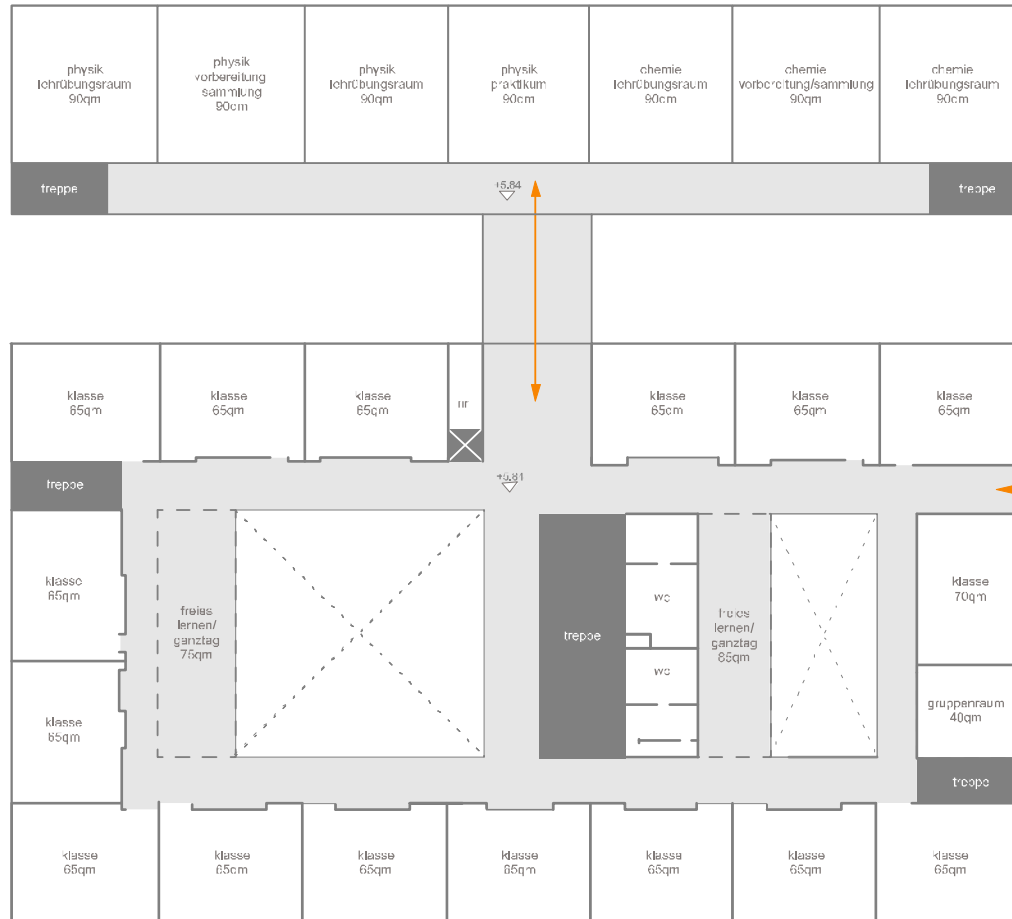 physik
lehrübungsraum
90qm
physik
vorbereitung
sammlung
90qm
physik
lehrübungsraum
90qm
physik
praktikum
90qm
chemie
lehrübungsraum
90qm
chemie
vorbereitung/sammlung
90qm
chemie
lehrübungsraum
90qm
treppe
+5.84
treppe
klasse
65qm
klasse
65qm
klasse
65qm
nr
klasse
65qm
klasse
65qm
klasse
65qm
treppe
+5.81
klasse
65qm
freies
lernen/
ganztag
75qm
treppe
wc
freies
lernen/
ganztag
85qm
klasse
70qm
klasse
65qm
wc
gruppenraum
40qm
treppe
klasse
65qm
klasse
65qm
klasse
65qm
klasse
65qm
klasse
65qm
klasse
65qm
klasse
65qm